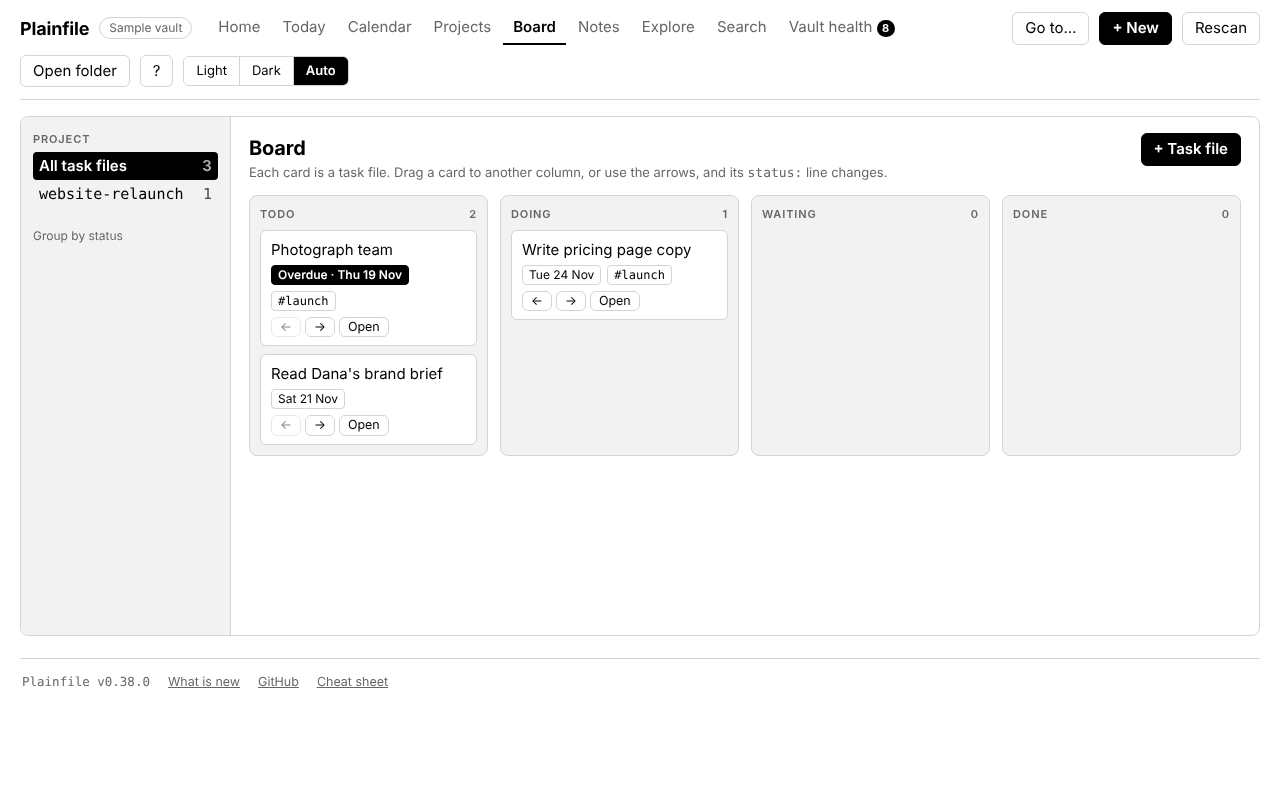 Plainfile Sample vault Home Today Calendar Projects Board Notes Explore Search Vault health 8 Go to... + New Rescan
Open folder ? Light Dark Auto
PROJECT
All task files 3
website-relaunch 1
Group by status
Board
+ Task file
Each card is a task file. Drag a card to another column, or use the arrows, and its status: line changes.
TODO 2
Photograph team
Overdue · Thu 19 Nov
#launch
← → Open
Read Dana's brand brief
Sat 21 Nov
← → Open
DOING 1
Write pricing page copy
Tue 24 Nov #launch
← → Open
WAITING 0
DONE 0
Plainfile v0.38.0 What is new GitHub Cheat sheet